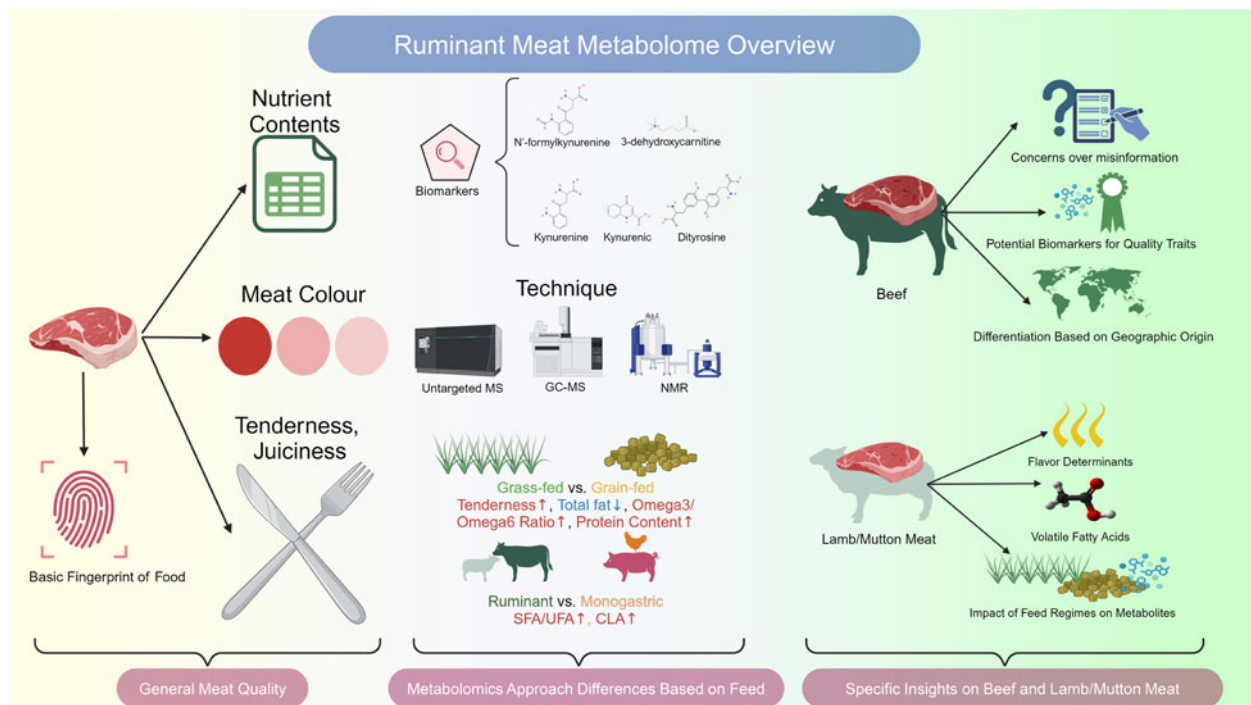 Ruminant Meat Metabolome Overview
Nutrient
Contents
Meat Colour
Tenderness,
Juiciness
Basic Fingerprint of Food
General Meat Quality
Biomarkers
N′-formylkynurenine
3-dehydroxycarnitine
Kynurenine
Kynurenic
Dityrosine
Technique
Untargeted MS
GC-MS
NMR
Grass-fed vs. Grain-fed
Tenderness↑, Total fat↓, Omega3/
Omega6 Ratio↑, Protein Content↑
Ruminant vs. Monogastric
SFA/UFA↑, CLA↑
Metabolomics Approach Differences Based on Feed
Beef
Concerns over misinformation
Potential Biomarkers for Quality Traits
Differentiation Based on Geographic Origin
Lamb/Mutton Meat
Flavor Determinants
Volatile Fatty Acids
Impact of Feed Regimes on Metabolites
Specific Insights on Beef and Lamb/Mutton Meat